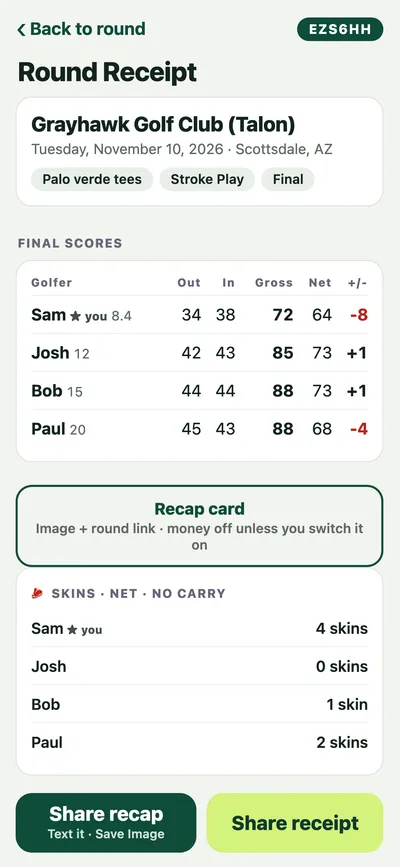 ‹ Back to round
EZS6HH
Round Receipt
Grayhawk Golf Club (Talon)
Tuesday, November 10, 2026 · Scottsdale, AZ
Palo verde tees Stroke Play Final
FINAL SCORES
Golfer Out In Gross Net +/-
Sam ★ you 8.4 34 38 72 64 -8
Josh 12 42 43 85 73 +1
Bob 15 44 44 88 73 +1
Paul 20 45 43 88 68 -4
Recap card
Image + round link · money off unless you switch it
on
SKINS · NET · NO CARRY
Sam ★ you 4 skins
Josh 0 skins
Bob 1 skin
Paul 2 skins
Share recap
Text it · Save Image
Share receipt